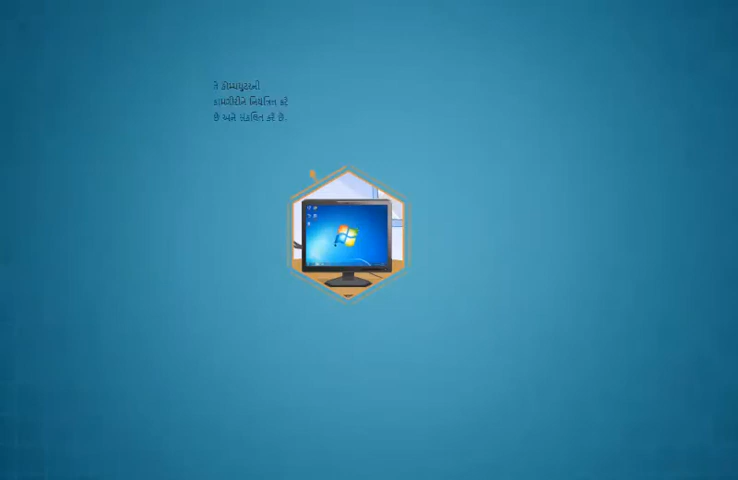 તે કોમ્પ્યુટરની
કામગીરીને નિયંત્રિત કરે
છે અને સંકલિત કરે છે.